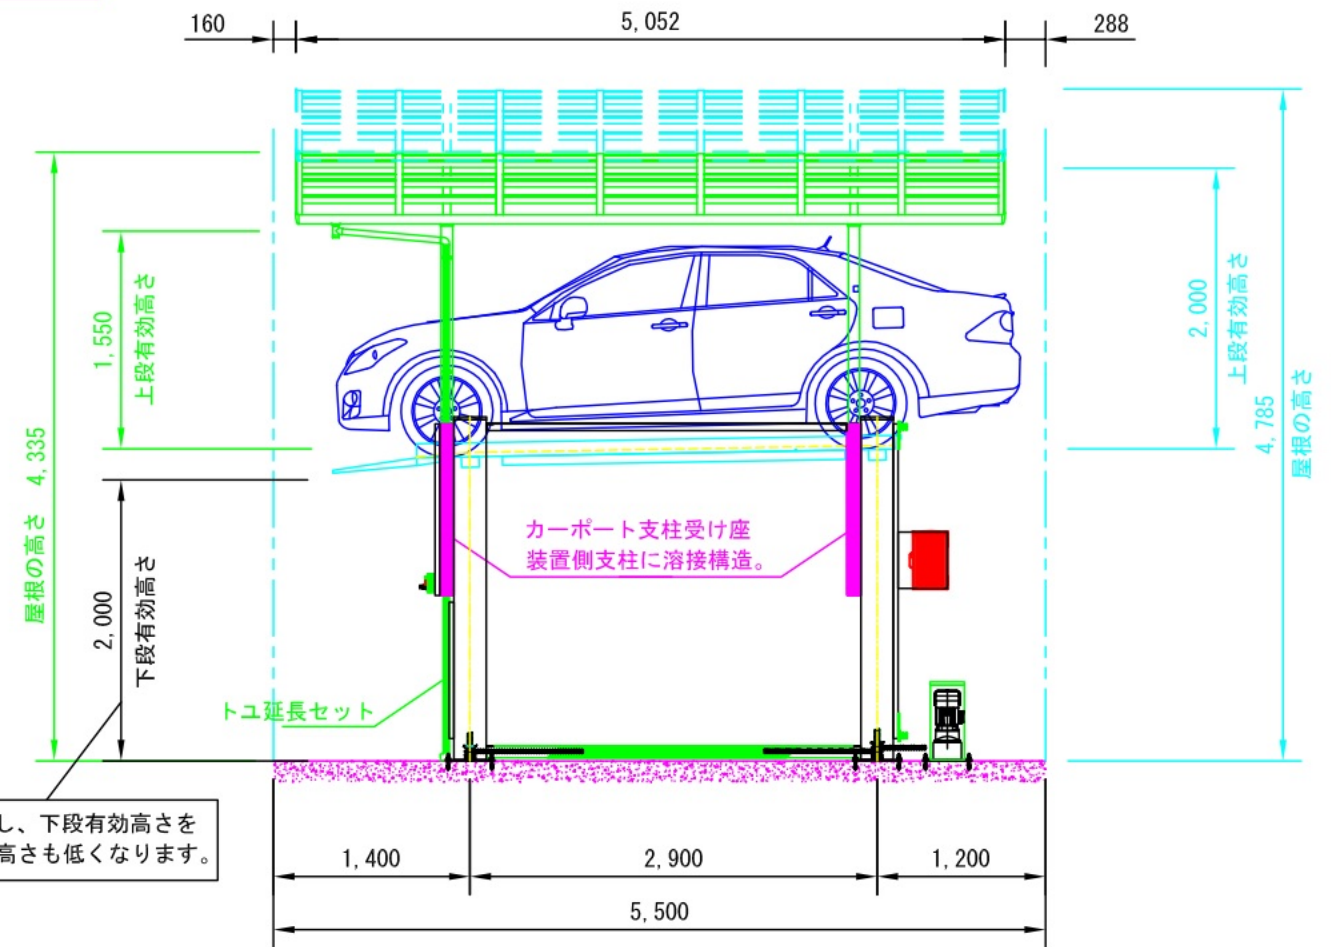 160
5,052
288
1,550
上段有効高さ
屋根の高さ 4,335
2,000
下段有効高さ
2,000
上段有効高さ
4,785
屋根の高さ
カーポート支柱受け座
装置側支柱に溶接構造。
トユ延長セット
し、下段有効高さを
高さも低くなります。
1,400
2,900
1,200
5,500